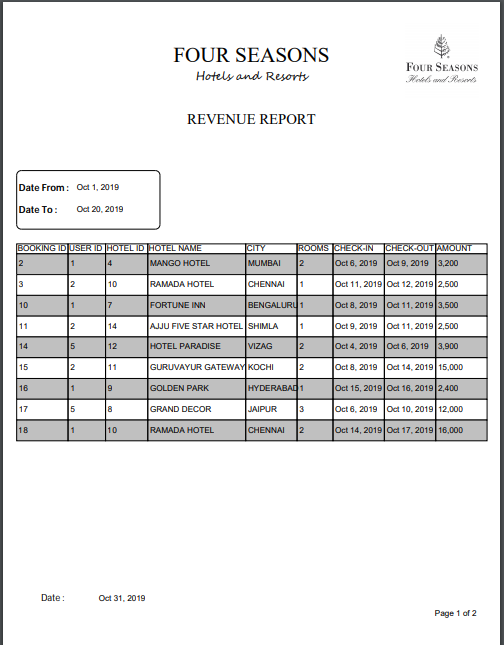 FOUR SEASONS
Hotels and Resorts
FOUR SEASONS
Hotels and Resorts
REVENUE REPORT
Date From : Oct 1, 2019
Date To : Oct 20, 2019
BOOKING ID USER ID HOTEL ID HOTEL NAME CITY ROOMS CHECK-IN CHECK-OUT AMOUNT
2 1 4 MANGO HOTEL MUMBAI 2 Oct 6, 2019 Oct 9, 2019 3,200
3 2 10 RAMADA HOTEL CHENNAI 1 Oct 11, 2019 Oct 12, 2019 2,500
10 1 7 FORTUNE INN BENGALURU 1 Oct 8, 2019 Oct 11, 2019 3,500
11 2 14 AJJU FIVE STAR HOTEL SHIMLA 1 Oct 9, 2019 Oct 11, 2019 2,500
14 5 12 HOTEL PARADISE VIZAG 2 Oct 4, 2019 Oct 6, 2019 3,900
15 2 11 GURUVAYUR GATEWAY KOCHI 2 Oct 8, 2019 Oct 14, 2019 15,000
16 1 9 GOLDEN PARK HYDERABAD 1 Oct 15, 2019 Oct 16, 2019 2,400
17 5 8 GRAND DECOR JAIPUR 3 Oct 6, 2019 Oct 10, 2019 12,000
18 1 10 RAMADA HOTEL CHENNAI 2 Oct 14, 2019 Oct 17, 2019 16,000
Date : Oct 31, 2019
Page 1 of 2